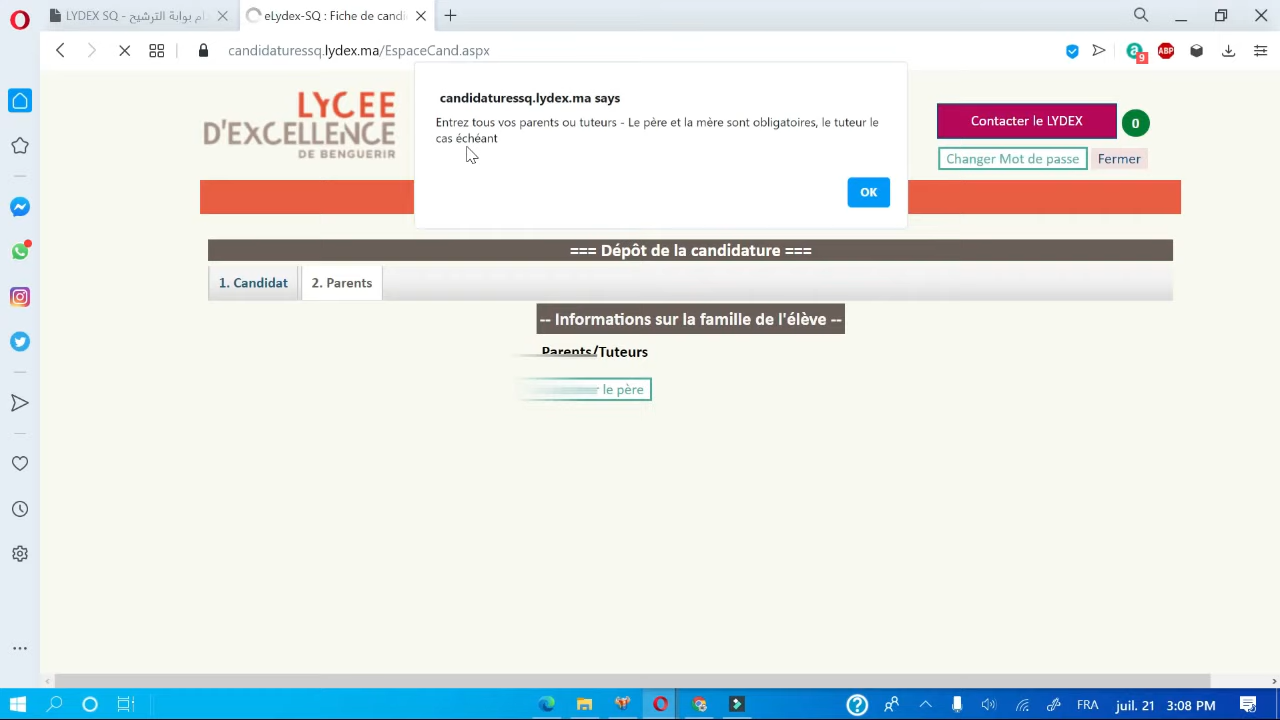 LYDEX SQ - بوابة الترشيح
eLydex-SQ : Fiche de candi
candidaturessq.lydex.ma/EspaceCand.aspx
9
ABP
candidaturessq.lydex.ma says
Entrez tous vos parents ou tuteurs - Le père et la mère sont obligatoires, le tuteur le
cas échéant
OK
LYCEE
D'EXCELLENCE
DE BENGUERIR
Contacter le LYDEX
0
Changer Mot de passe
Fermer
=== Dépôt de la candidature ===
1. Candidat
2. Parents
-- Informations sur la famille de l'élève --
Parents/Tuteurs
le père
FRA
juil. 21
3:08 PM